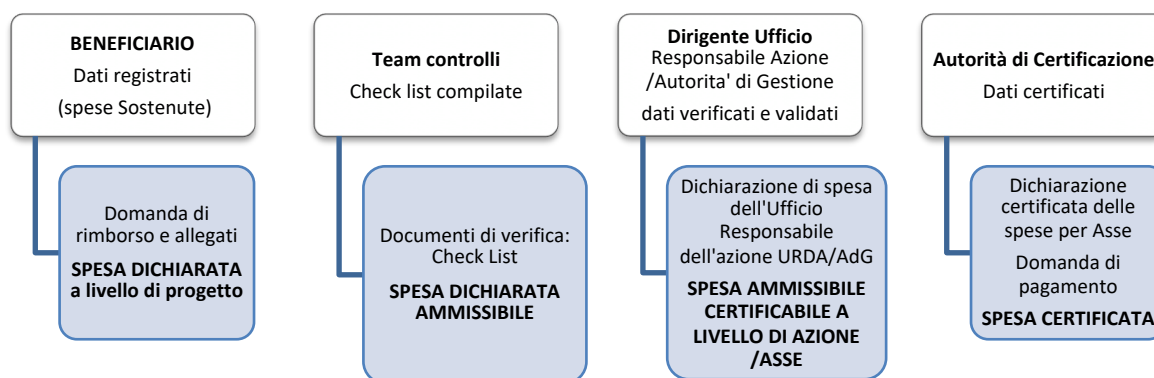 BENEFICIARIO
Dati registrati
(spese Sostenute)
Domanda di
rimborso e allegati
SPESA DICHIARATA
a livello di progetto
Team controlli
Check list compilate
Documenti di verifica:
Check List
SPESA DICHIARATA
AMMISSIBILE
Dirigente Ufficio
Responsabile Azione
/Autorita' di Gestione
dati verificati e validati
Dichiarazione di spesa
dell'Ufficio
Responsabile
dell'azione URDA/AdG
SPESA AMMISSIBILE
CERTIFICABILE A
LIVELLO DI AZIONE
/ASSE
Autorità di Certificazione
Dati certificati
Dichiarazione
certificata delle
spese per Asse
Domanda di
pagamento
SPESA CERTIFICATA